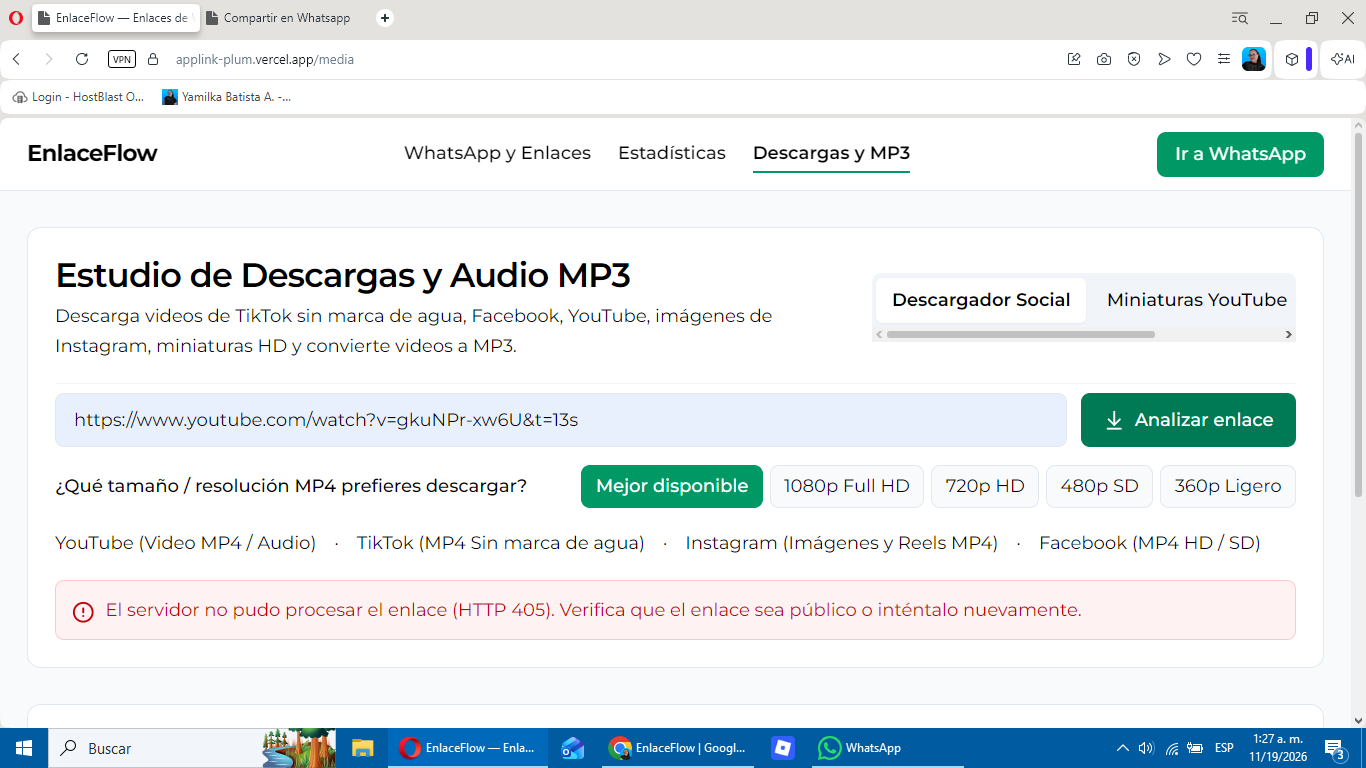 EnlaceFlow — Enlaces de
Compartir en Whatsapp
VPN
applink-plum.vercel.app/media
AI
Login - HostBlast O...
Yamilka Batista A. -...
EnlaceFlow
WhatsApp y Enlaces
Estadísticas
Descargas y MP3
Ir a WhatsApp
Estudio de Descargas y Audio MP3
Descarga videos de TikTok sin marca de agua, Facebook, YouTube, imágenes de
Instagram, miniaturas HD y convierte videos a MP3.
Descargador Social
Miniaturas YouTube
https://www.youtube.com/watch?v=gkuNPr-xw6U&t=13s
Analizar enlace
¿Qué tamaño / resolución MP4 prefieres descargar?
Mejor disponible
1080p Full HD
720p HD
480p SD
360p Ligero
YouTube (Video MP4 / Audio) · TikTok (MP4 Sin marca de agua) · Instagram (Imágenes y Reels MP4) · Facebook (MP4 HD / SD)
El servidor no pudo procesar el enlace (HTTP 405). Verifica que el enlace sea público o inténtalo nuevamente.
Buscar
EnlaceFlow — Enla...
EnlaceFlow | Googl...
WhatsApp
ESP
1:27 a. m.
11/19/2026
3